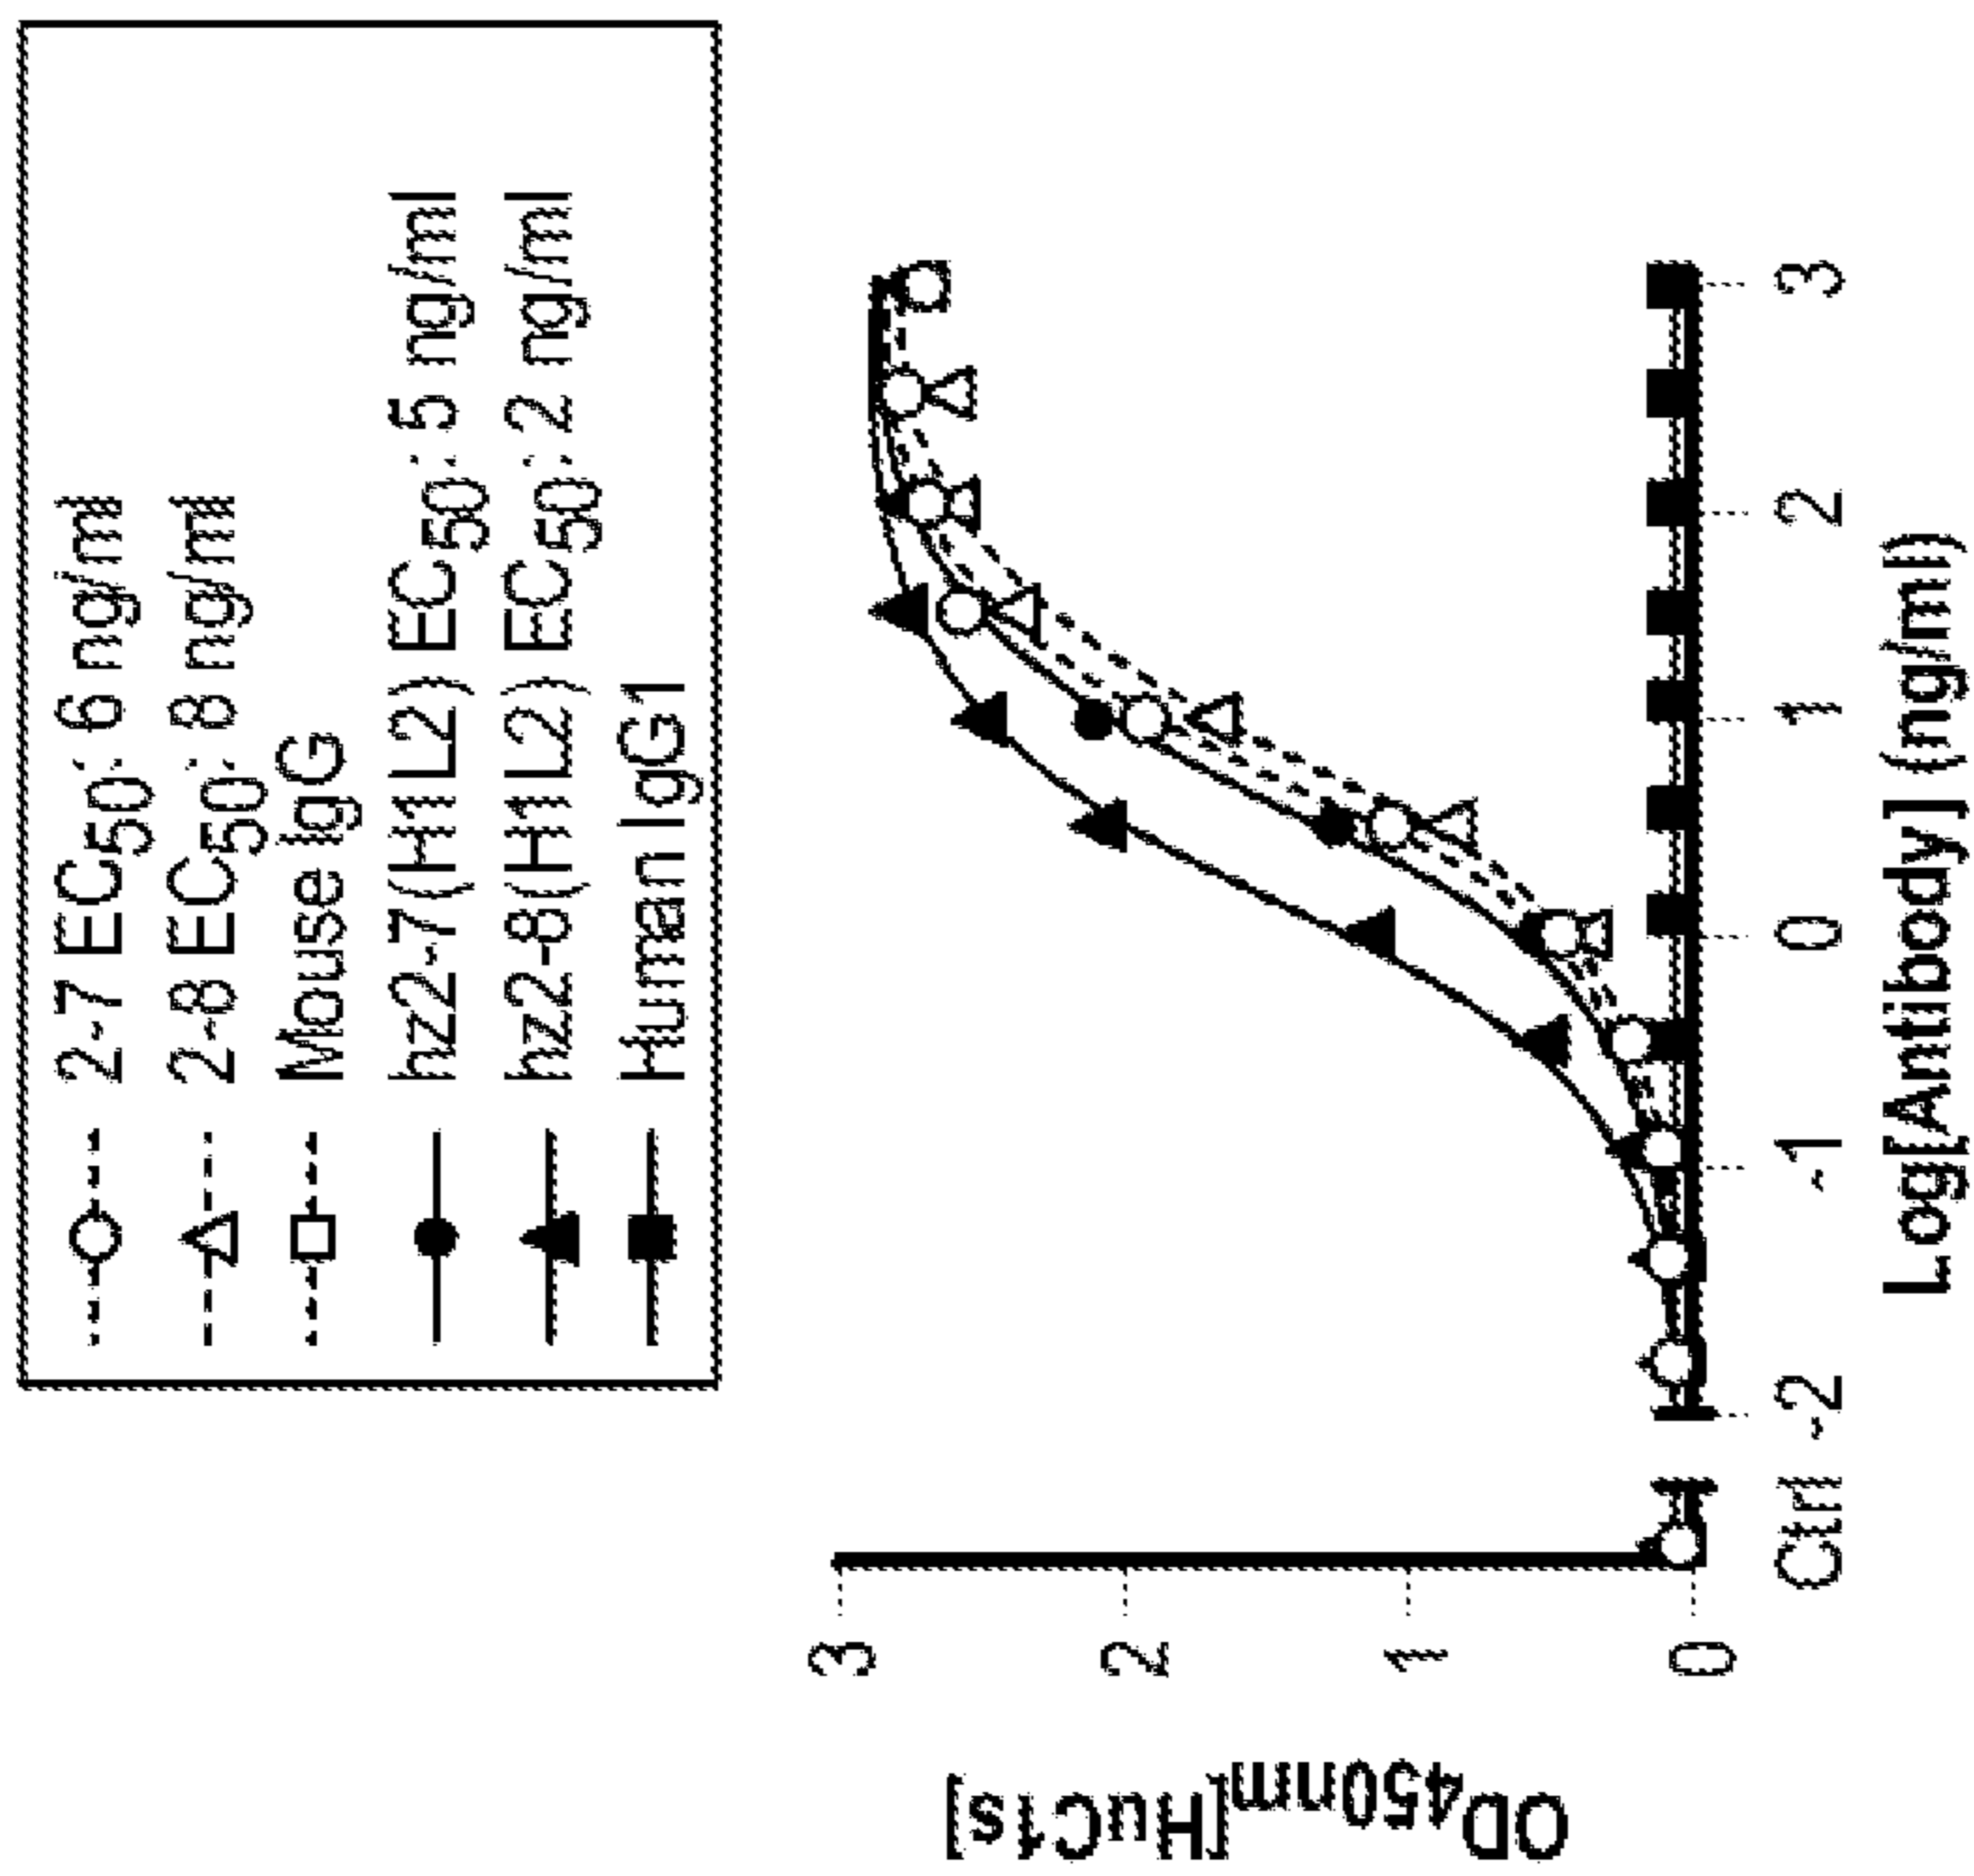 2-7 EC50: 6 ng/ml
2-8 EC50: 8 ng/ml
Mouse IgG
hz2-7(H1L2) EC50: 5 ng/ml
hz2-8(H1L2) EC50: 2 ng/ml
Human IgG1
OD450nm[HuC1s]
3
2
1
0
Ctrl -2 -1 0 1 2 3
Log[Antibody] (ng/ml)